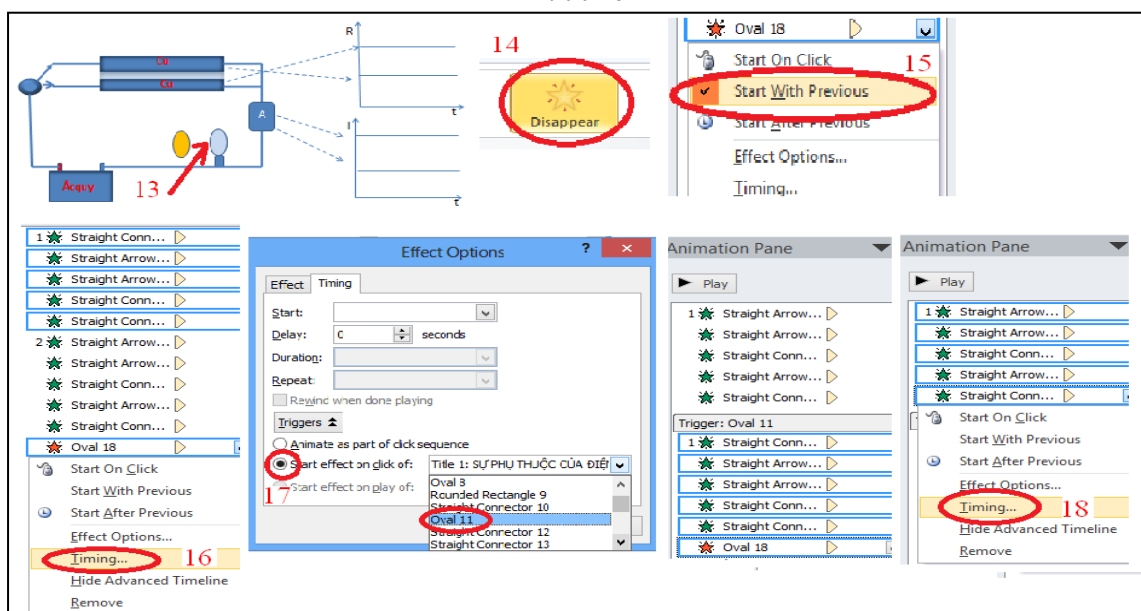 R
Cu
Cu
A
t
I
t
Acquy
13
14
Disappear
Oval 18
Start On Click
15
Start With Previous
Start After Previous
Effect Options...
Timing...
1 Straight Conn...
Straight Arrow...
Straight Arrow...
Straight Conn...
Straight Conn...
2 Straight Arrow...
Straight Arrow...
Straight Conn...
Straight Arrow...
Straight Conn...
Oval 18
Start On Click
Start With Previous
Start After Previous
Effect Options...
Timing...
16
Hide Advanced Timeline
Remove
Effect Options
? ×
Effect Timing
Start:
Delay: 0 seconds
Duration:
Repeat:
Rewind when done playing
Triggers
Animate as part of click sequence
Start effect on click of: Title 1: SỰ PHỤ THUỘC CỦA ĐIỆ
17
Start effect on play of:
Oval 8
Rounded Rectangle 9
Straight Connector 10
Oval 11
Straight Connector 12
Straight Connector 13
Animation Pane
Play
1 Straight Arrow...
Straight Arrow...
Straight Conn...
Straight Arrow...
Straight Conn...
Trigger: Oval 11
1 Straight Conn...
Straight Arrow...
Straight Arrow...
Straight Conn...
Straight Conn...
Oval 18
Animation Pane
Play
1 Straight Arrow...
Straight Arrow...
Straight Conn...
Straight Arrow...
Straight Conn...
Start On Click
Start With Previous
Start After Previous
Effect Options...
Timing...
18
Hide Advanced Timeline
Remove